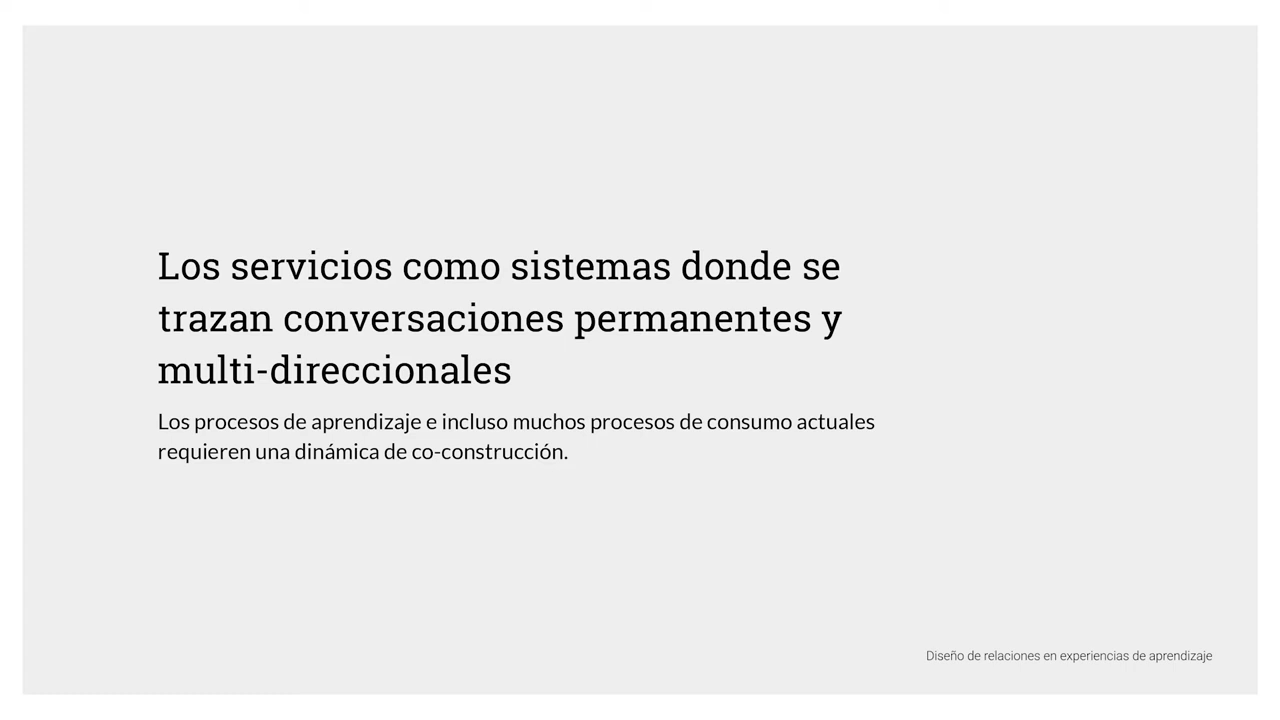 Los servicios como sistemas donde se
trazan conversaciones permanentes y
multi-direccionales
Los procesos de aprendizaje e incluso muchos procesos de consumo actuales
requieren una dinámica de co-construcción.
Diseño de relaciones en experiencias de aprendizaje